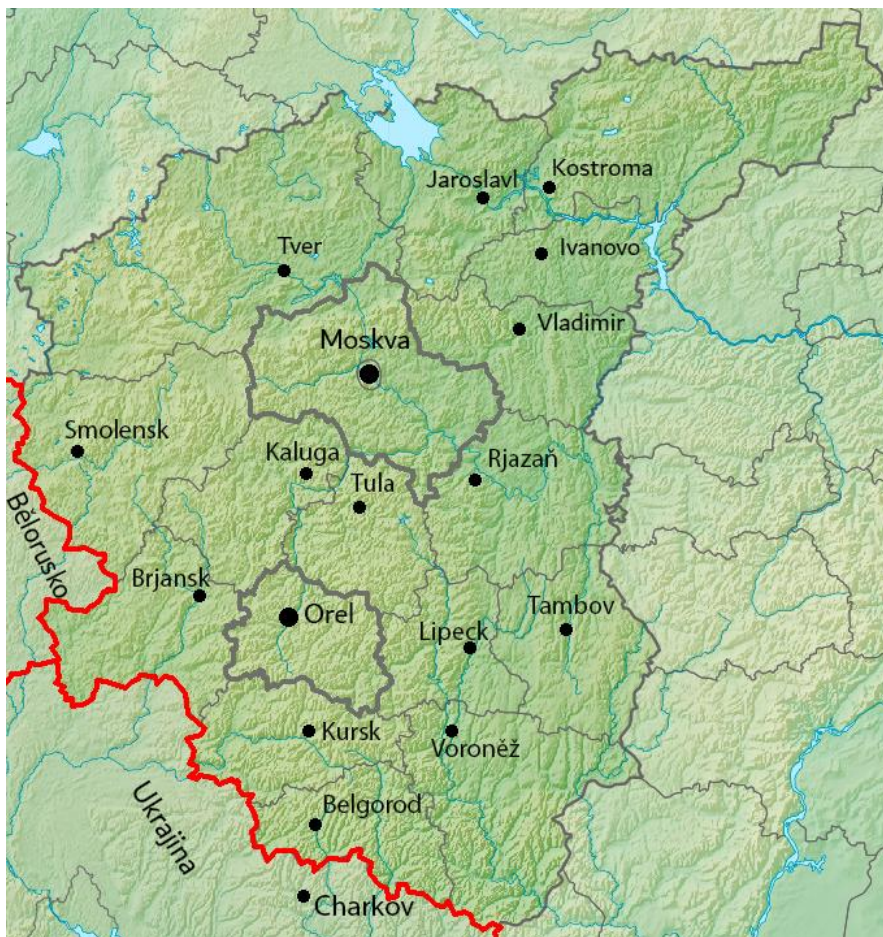 Kostroma
Jaroslavl
Tver
Ivanovo
Vladimir
Moskva
Smolensk
Kaluga
Rjazaň
Tula
Bělorusko
Brjansk
Orel
Tambov
Lipeck
Kursk
Voroněž
Belgorod
Ukrajina
Charkov